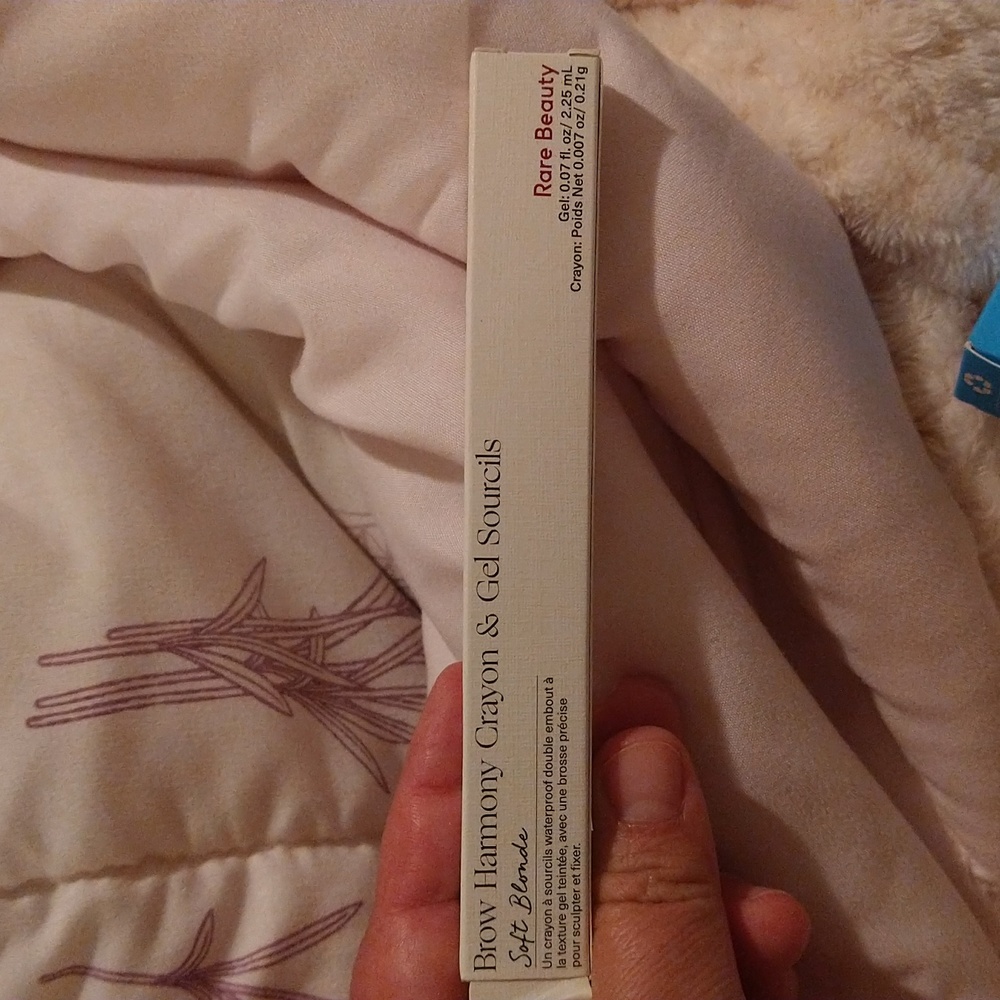 Brow Harmony Crayon & Gel Sourcils
Soft Blonde
Un crayon à sourcils waterproof double embout à
la texture gel teintée, avec une brosse précise
pour sculpter et fixer.
Rare Beauty
Gel: 0.07 fl. oz/ 2.25 mL
Crayon: Poids Net 0.007 oz/ 0.21g